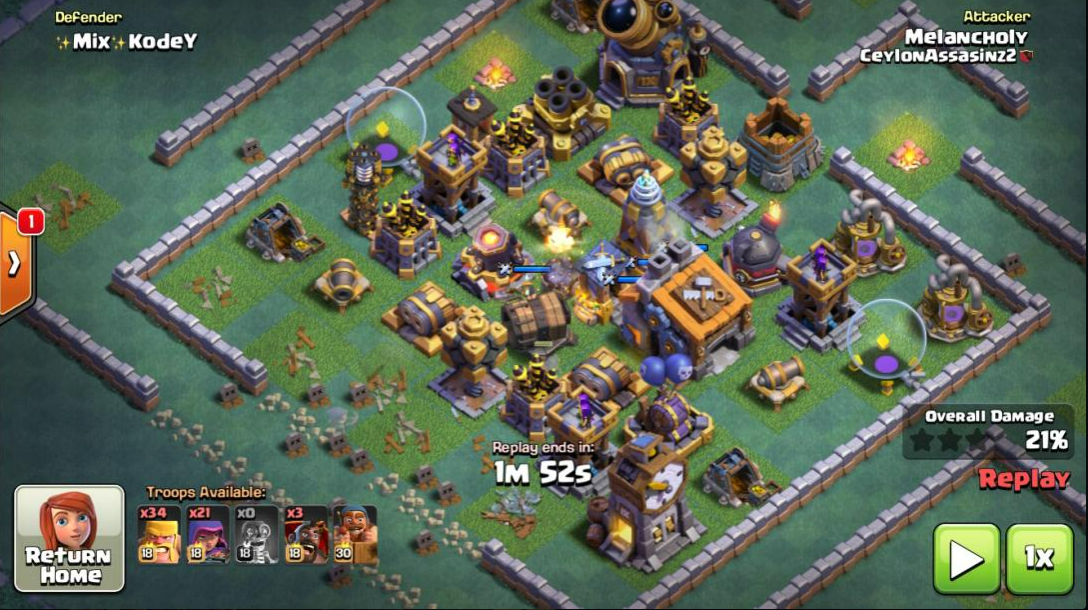 Defender
✨Mix✨KodeY
Attacker
Melancholy
CeylonAssasinz2
1
Replay ends in:
1m 52s
Overall Damage
21%
Replay
Troops Available:
x34 x21 x0 x3
18 18 18 18 30
Return
Home
1x